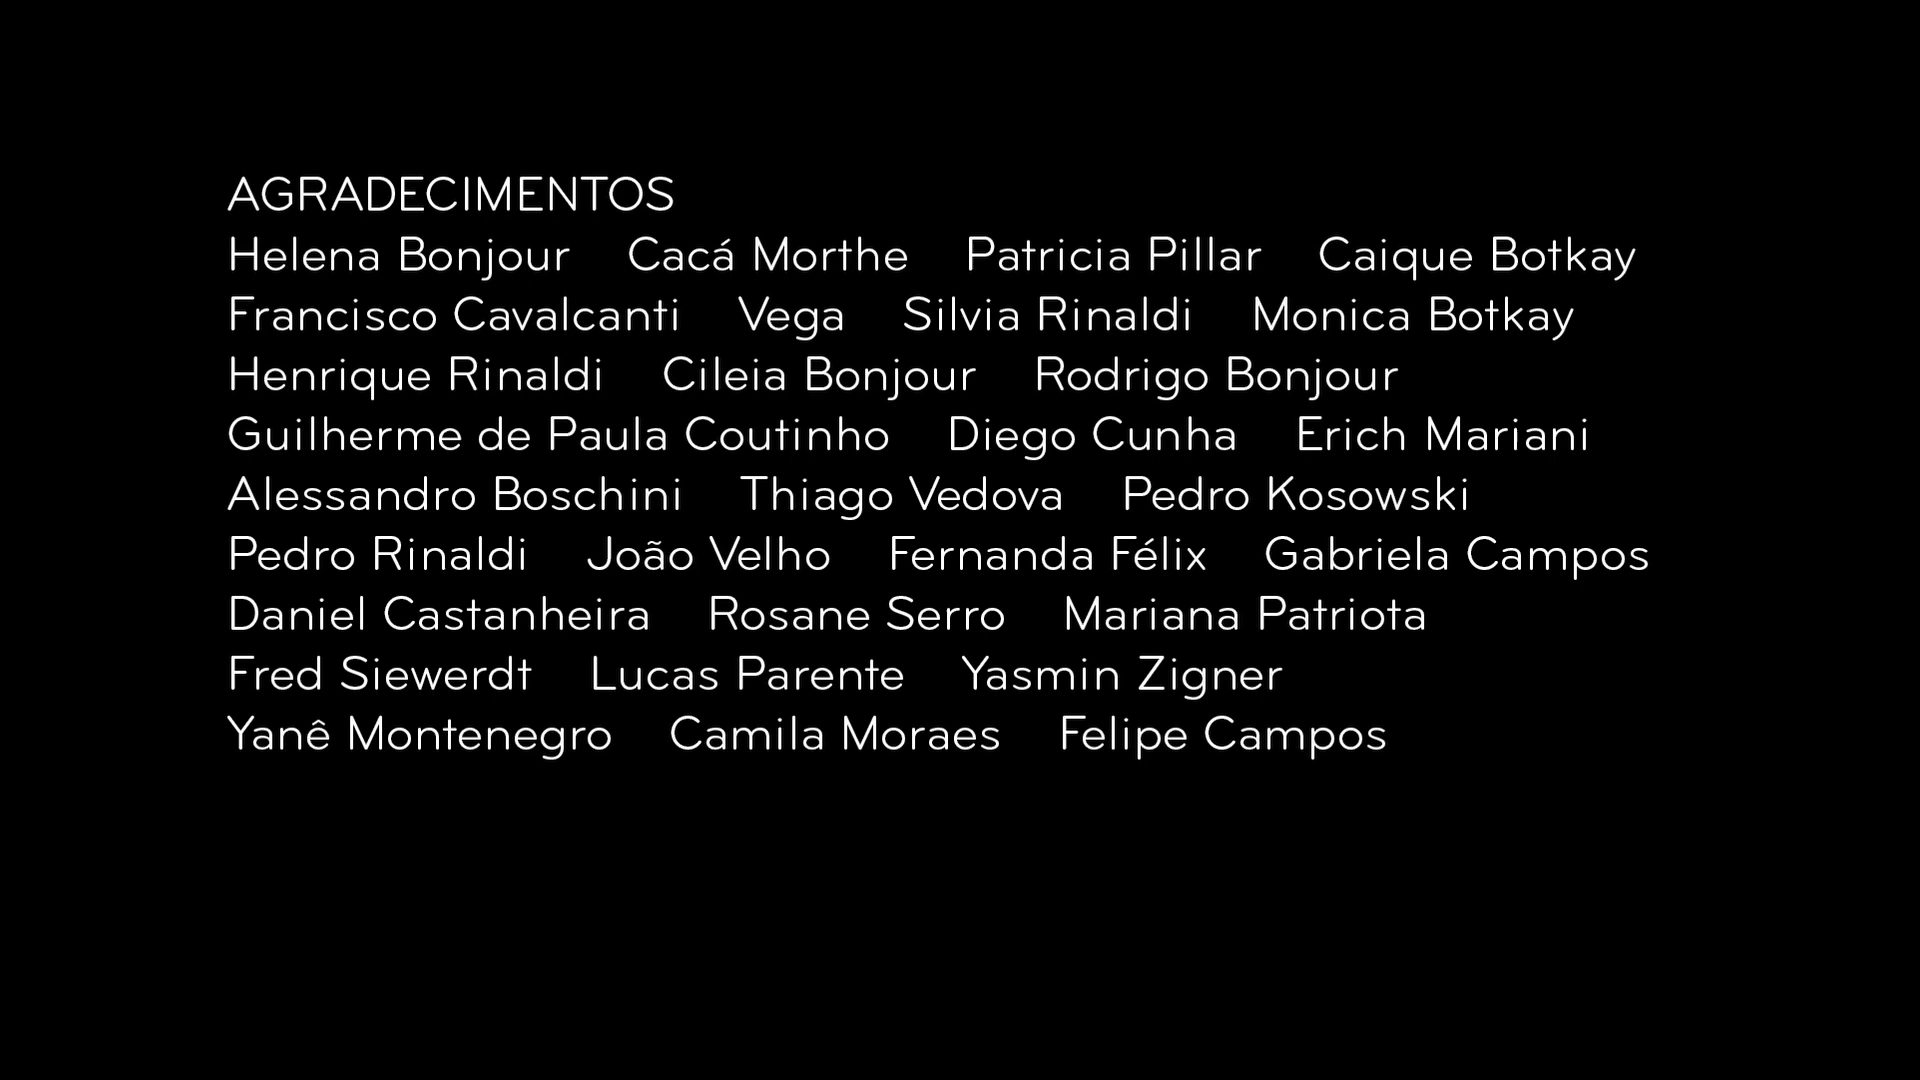 AGRADECIMENTOS
Helena Bonjour Cacá Morthe Patricia Pillar Caique Botkay
Francisco Cavalcanti Vega Silvia Rinaldi Monica Botkay
Henrique Rinaldi Cileia Bonjour Rodrigo Bonjour
Guilherme de Paula Coutinho Diego Cunha Erich Mariani
Alessandro Boschini Thiago Vedova Pedro Kosowski
Pedro Rinaldi João Velho Fernanda Félix Gabriela Campos
Daniel Castanheira Rosane Serro Mariana Patriota
Fred Siewerdt Lucas Parente Yasmin Zigner
Yanê Montenegro Camila Moraes Felipe Campos